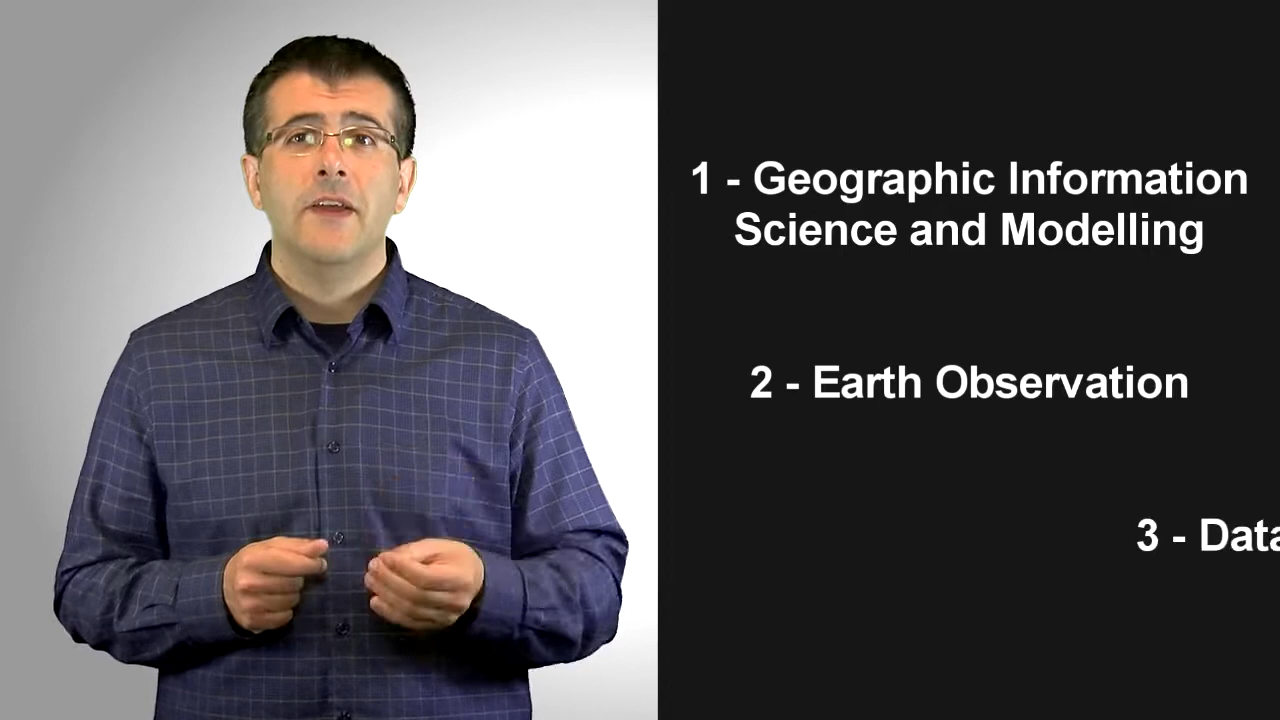 1 - Geographic Information
Science and Modelling
2 - Earth Observation
3 - Data